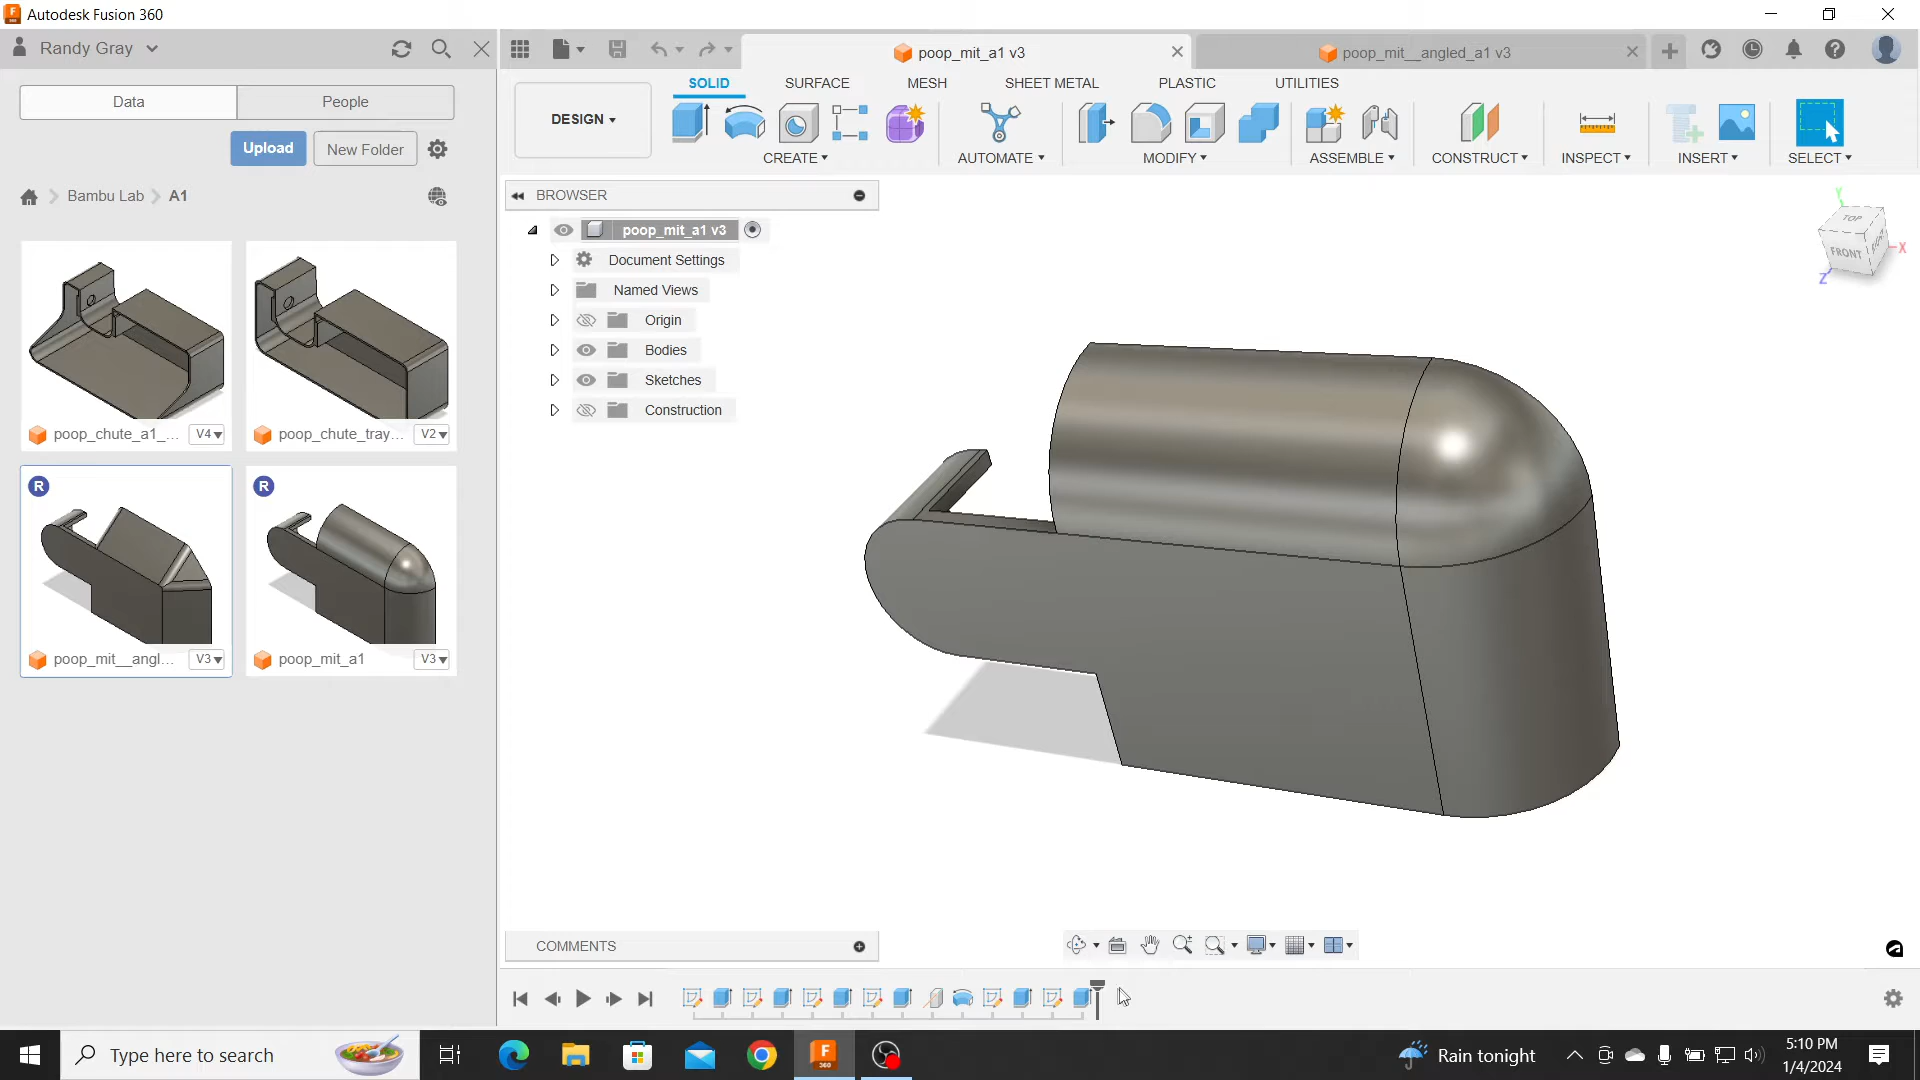 Autodesk Fusion 360
Randy Gray
poop_mit_a1 v3
poop_mit__angled_a1 v3
Data
People
Upload
New Folder
Bambu Lab
A1
poop_chute_a1_...
V4
poop_chute_tray...
V2
R
R
poop_mit__angl...
V3
poop_mit_a1
V3
DESIGN
SOLID
SURFACE
MESH
SHEET METAL
PLASTIC
UTILITIES
CREATE
AUTOMATE
MODIFY
ASSEMBLE
CONSTRUCT
INSPECT
INSERT
SELECT
BROWSER
poop_mit_a1 v3
Document Settings
Named Views
Origin
Bodies
Sketches
Construction
Y
TOP
FRONT
X
Z
COMMENTS
Type here to search
Rain tonight
5:10 PM
1/4/2024